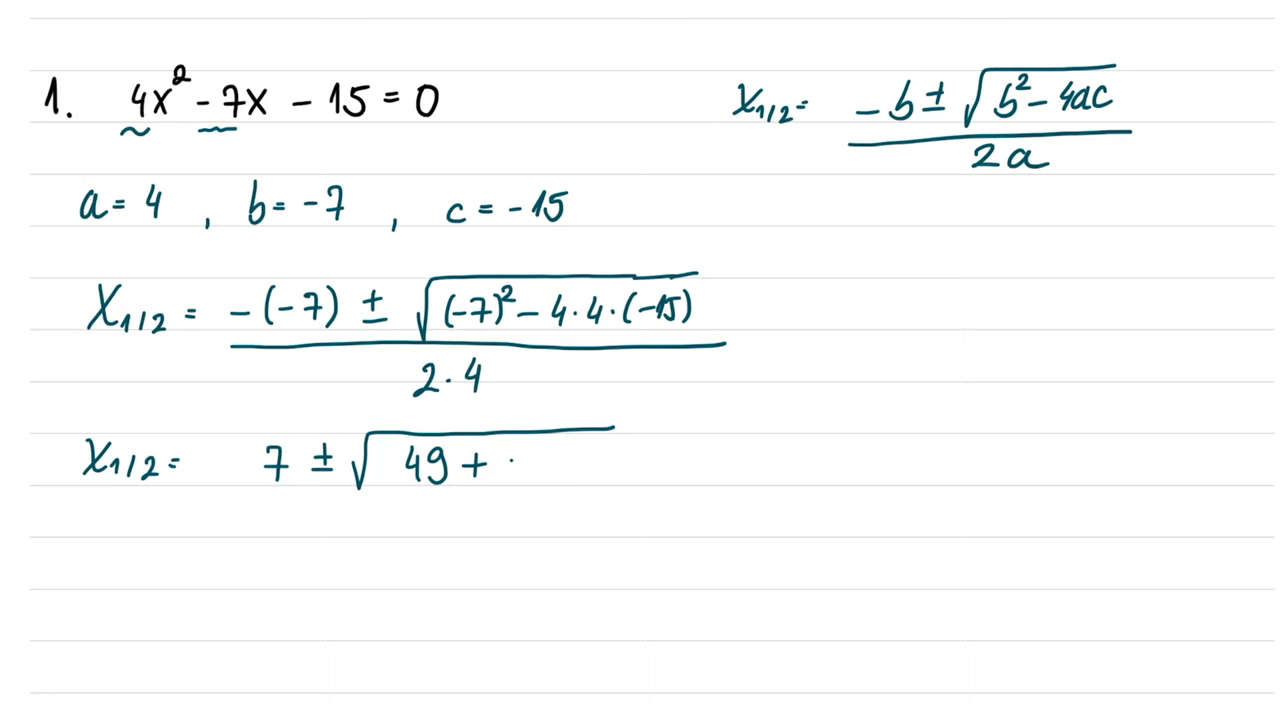 1. 4x² - 7x - 15 = 0
x₁/₂ = (-b ± √(b² - 4ac)) / (2a)
a = 4 , b = -7 , c = -15
x₁/₂ = (-(-7) ± √((-7)² - 4·4·(-15))) / (2·4)
x₁/₂ = 7 ± √(49 +